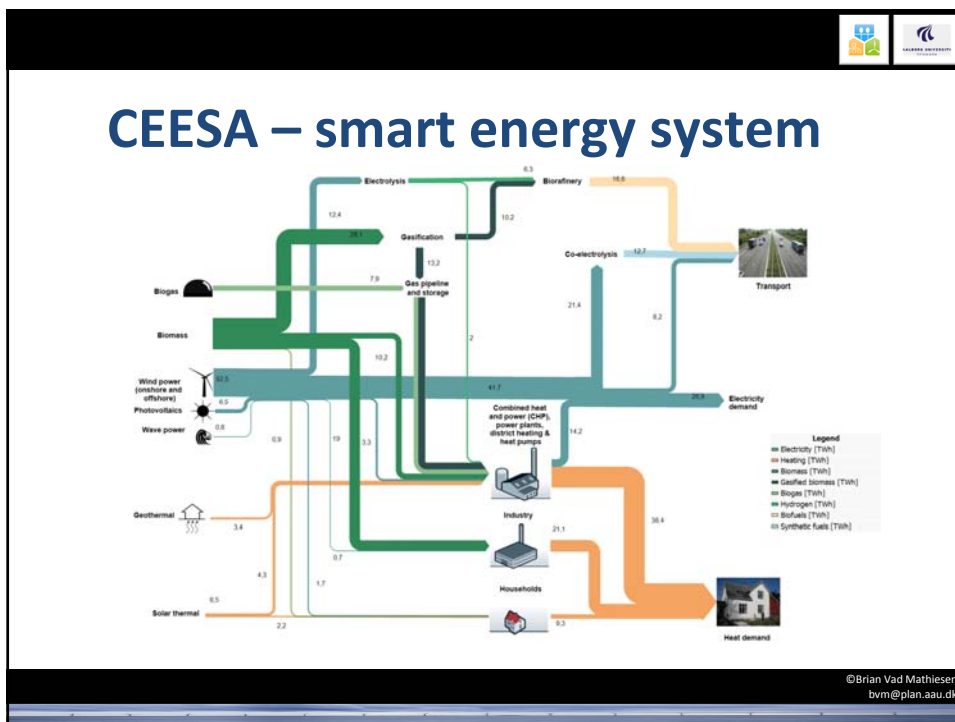 AALBORG UNIVERSITY
CEESA – smart energy system
6,3
Electrolysis
Biorafinery
16,6
12,4
10,2
28,1
Gasification
Co-electrolysis
12,7
13,2
Transport
7,9
Gas pipeline
and storage
Biogas
21,4
8,2
Biomass
2
10,2
Wind power
(onshore and
offshore)
52,5
41,7
Electricity
demand
28,9
6,5
Photovoltaics
Combined heat
and power (CHP),
power plants,
district heating &
heat pumps
Wave power
0,8
0,9
19
3,3
14,2
Legend
Electricity [TWh]
Heating [TWh]
Biomass [TWh]
Gasified biomass [TWh]
Biogas [TWh]
Hydrogen [TWh]
Biofuels [TWh]
Synthetic fuels [TWh]
Geothermal
3,4
Industry
21,1
38,4
0,7
4,3
1,7
Households
6,5
Solar thermal
2,2
9,3
Heat demand
©Brian Vad Mathiesen
bvm@plan.aau.dk